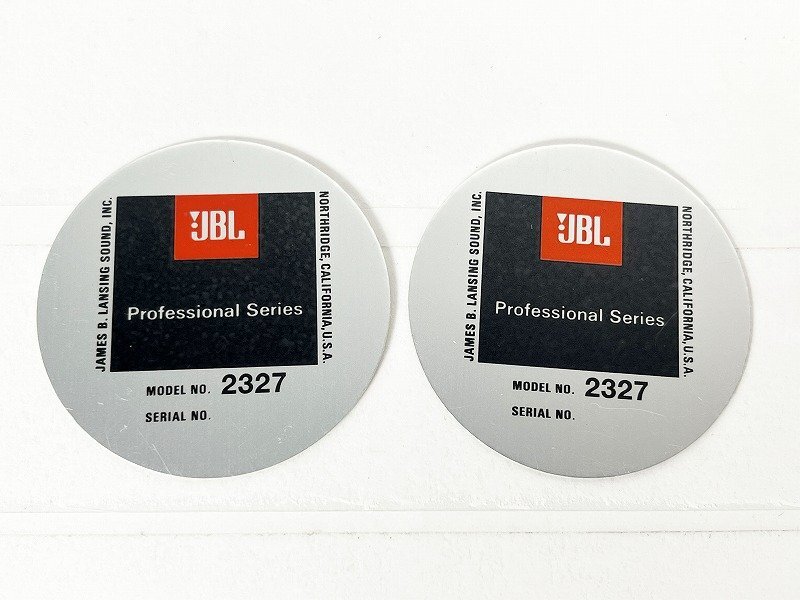 JBL
JAMES B. LANSING SOUND, INC.
NORTHRIDGE, CALIFORNIA, U.S.A.
Professional Series
MODEL NO. 2327
SERIAL NO.
JBL
JAMES B. LANSING SOUND, INC.
NORTHRIDGE, CALIFORNIA, U.S.A.
Professional Series
MODEL NO. 2327
SERIAL NO.